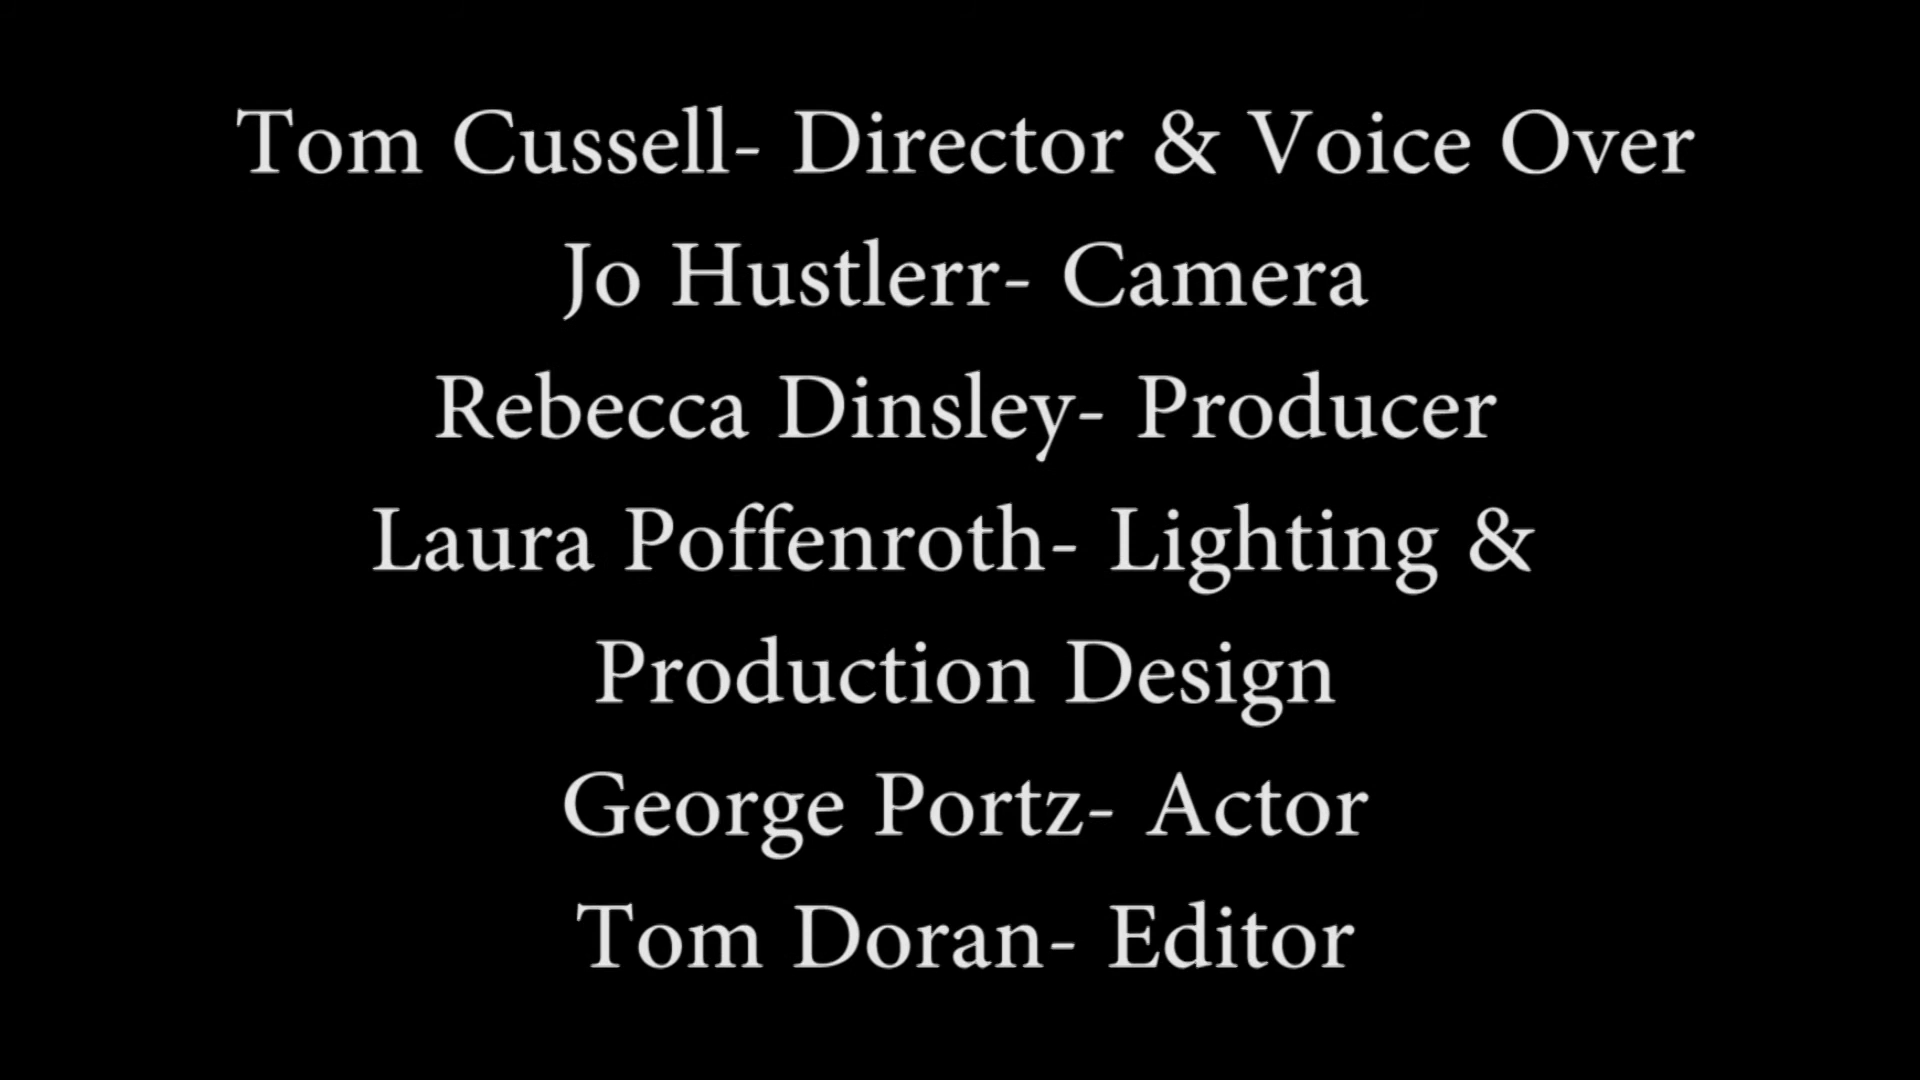 Tom Cussell- Director & Voice Over
Jo Hustlerr- Camera
Rebecca Dinsley- Producer
Laura Poffenroth- Lighting &
Production Design
George Portz- Actor
Tom Doran- Editor